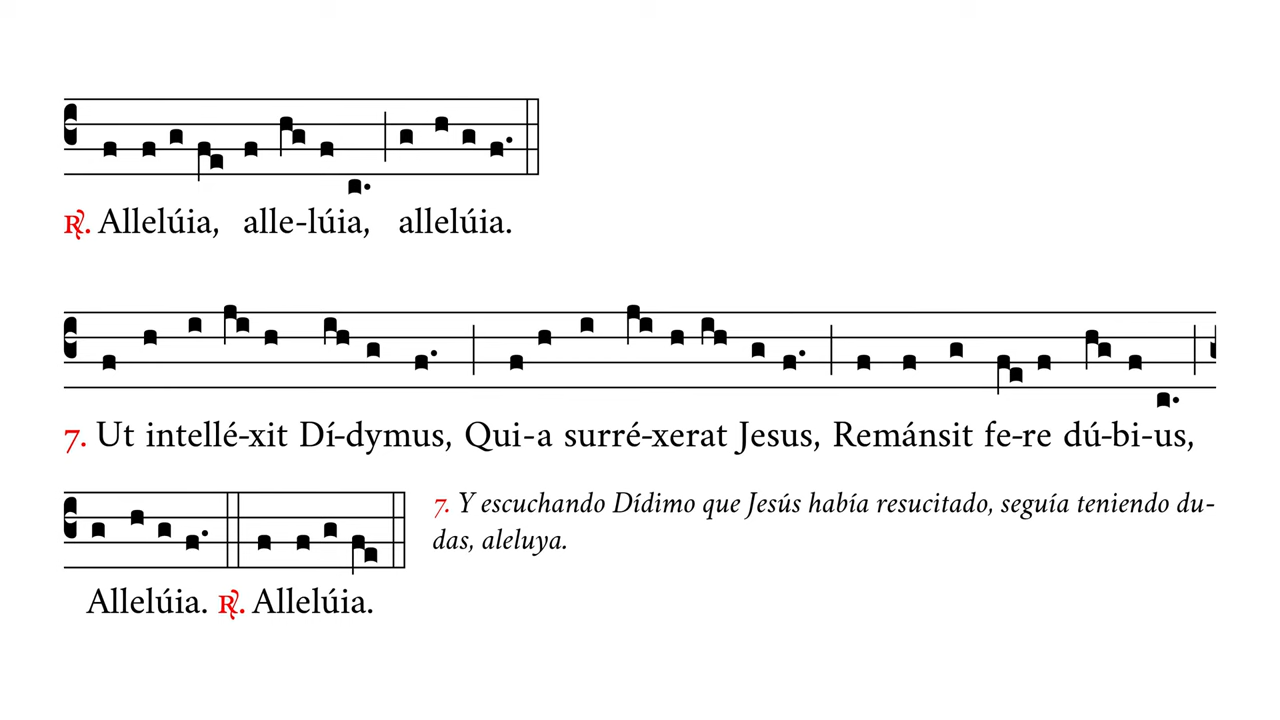 ℟. Allelúia, alle-lúia, allelúia.
7. Ut intellé-xit Dí-dymus, Qui-a surré-xerat Jesus, Remánsit fe-re dú-bi-us,
7. Y escuchando Dídimo que Jesús había resucitado, seguía teniendo du-
das, aleluya.
Allelúia. ℟. Allelúia.